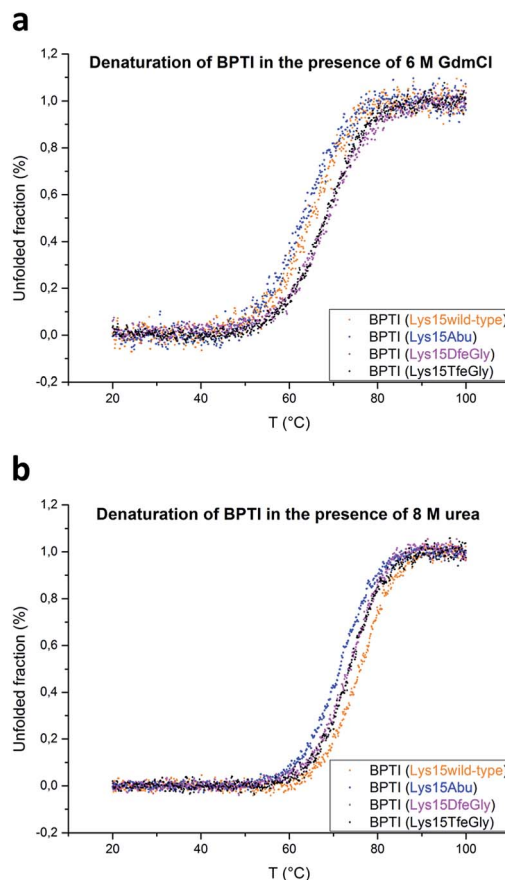 a
Denaturation of BPTI in the presence of 6 M GdmCl
1,2
1,0
0,8
0,6
0,4
0,2
0,0
-0,2
Unfolded fraction (%)
20
40
60
80
100
T (°C)
BPTI (Lys15wild-type)
BPTI (Lys15Abu)
BPTI (Lys15DfeGly)
BPTI (Lys15TfeGly)
b
Denaturation of BPTI in the presence of 8 M urea
1,2
1,0
0,8
0,6
0,4
0,2
0,0
-0,2
Unfolded fraction (%)
20
40
60
80
100
T (°C)
BPTI (Lys15wild-type)
BPTI (Lys15Abu)
BPTI (Lys15DfeGly)
BPTI (Lys15TfeGly)